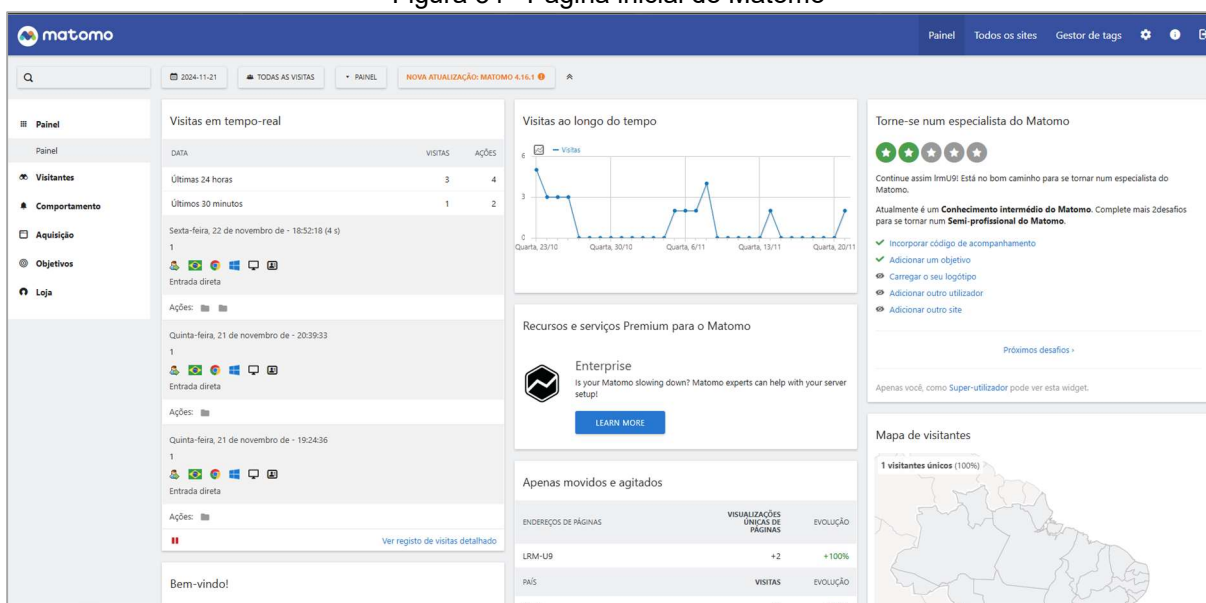 matomo
Painel
Todos os sites
Gestor de tags
2024-11-21
TODAS AS VISITAS
PAINEL
NOVA ATUALIZAÇÃO: MATOMO 4.16.1
Painel
Painel
Visitantes
Comportamento
Aquisição
Objetivos
Loja
Visitas em tempo-real
DATA VISITAS AÇÕES
Últimas 24 horas 3 4
Últimos 30 minutos 1 2
Sexta-feira, 22 de novembro de - 18:52:18 (4 s)
1
Entrada direta
Ações:
Quinta-feira, 21 de novembro de - 20:39:33
1
Entrada direta
Ações:
Quinta-feira, 21 de novembro de - 19:24:36
1
Entrada direta
Ações:
Ver registo de visitas detalhado
Bem-vindo!
Visitas ao longo do tempo
Visitas
6
3
0
Quarta, 23/10 Quarta, 30/10 Quarta, 6/11 Quarta, 13/11 Quarta, 20/11
Recursos e serviços Premium para o Matomo
Enterprise
Is your Matomo slowing down? Matomo experts can help with your server
setup!
LEARN MORE
Apenas movidos e agitados
ENDEREÇOS DE PÁGINAS VISUALIZAÇÕES ÚNICAS DE PÁGINAS EVOLUÇÃO
LRM-U9 +2 +100%
PAÍS VISITAS EVOLUÇÃO
Torne-se num especialista do Matomo
Continue assim lrmU9! Está no bom caminho para se tornar num especialista do
Matomo.
Atualmente é um Conhecimento intermédio do Matomo. Complete mais 2desafios
para se tornar num Semi-profissional do Matomo.
Incorporar código de acompanhamento
Adicionar um objetivo
Carregar o seu logótipo
Adicionar outro utilizador
Adicionar outro site
Próximos desafios ›
Apenas você, como Super-utilizador pode ver esta widget.
Mapa de visitantes
1 visitantes únicos (100%)